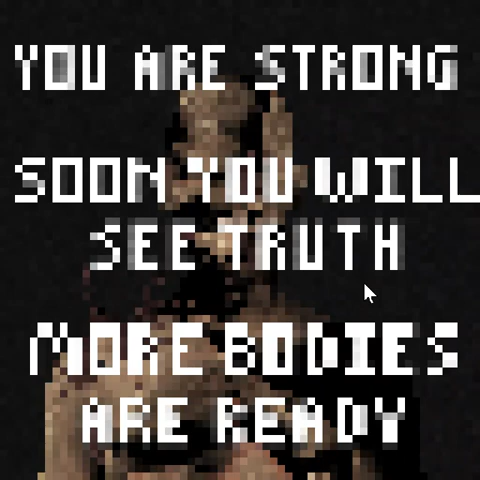 YOU ARE STRONG
SOON YOU WILL
SEE TRUTH
MORE BODIES
ARE READY